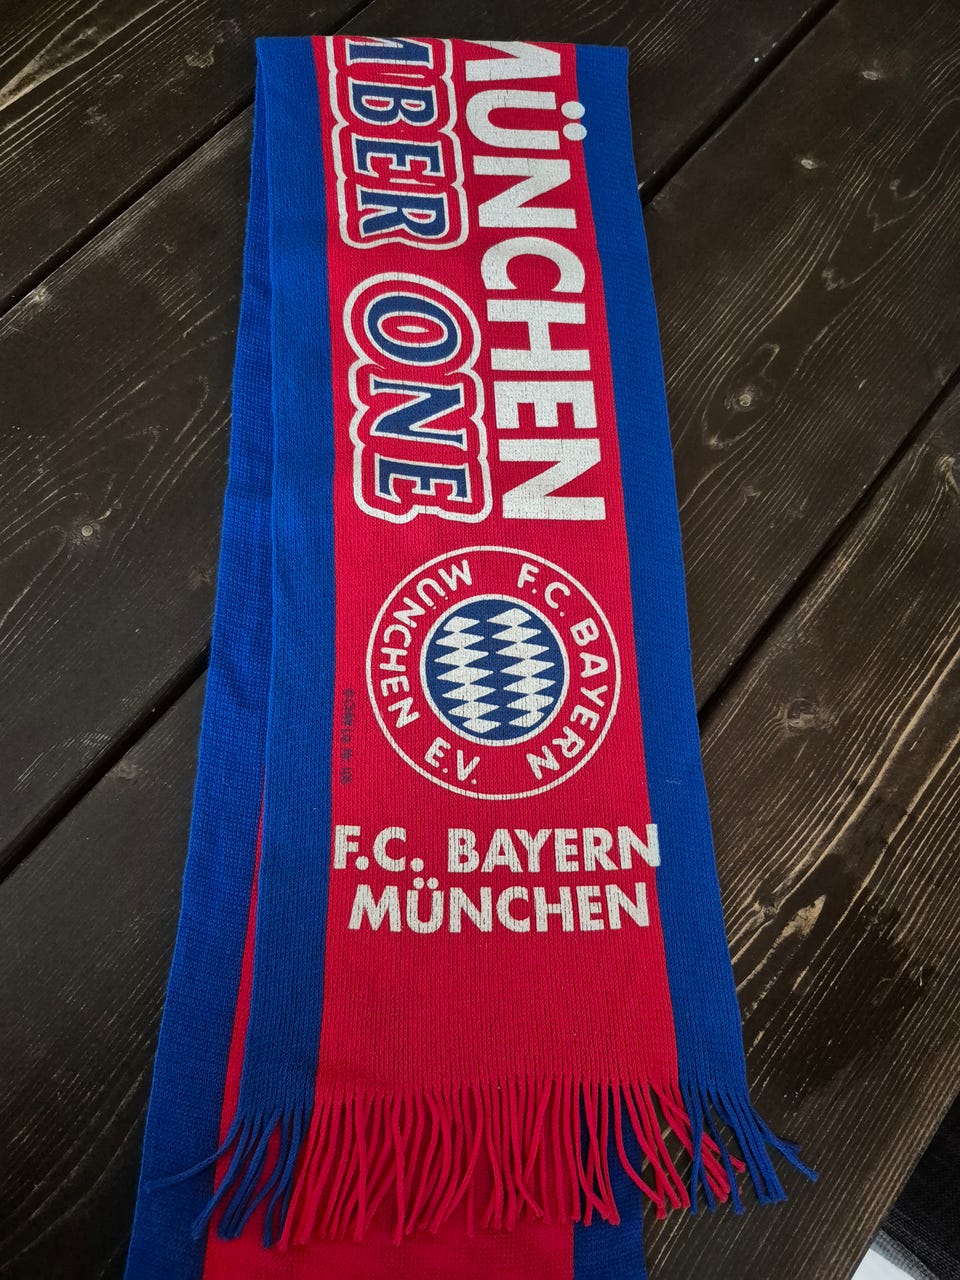 MÜNCHEN
MBER ONE
F.C. BAYERN MÜNCHEN E.V.
F.C. BAYERN
MÜNCHEN